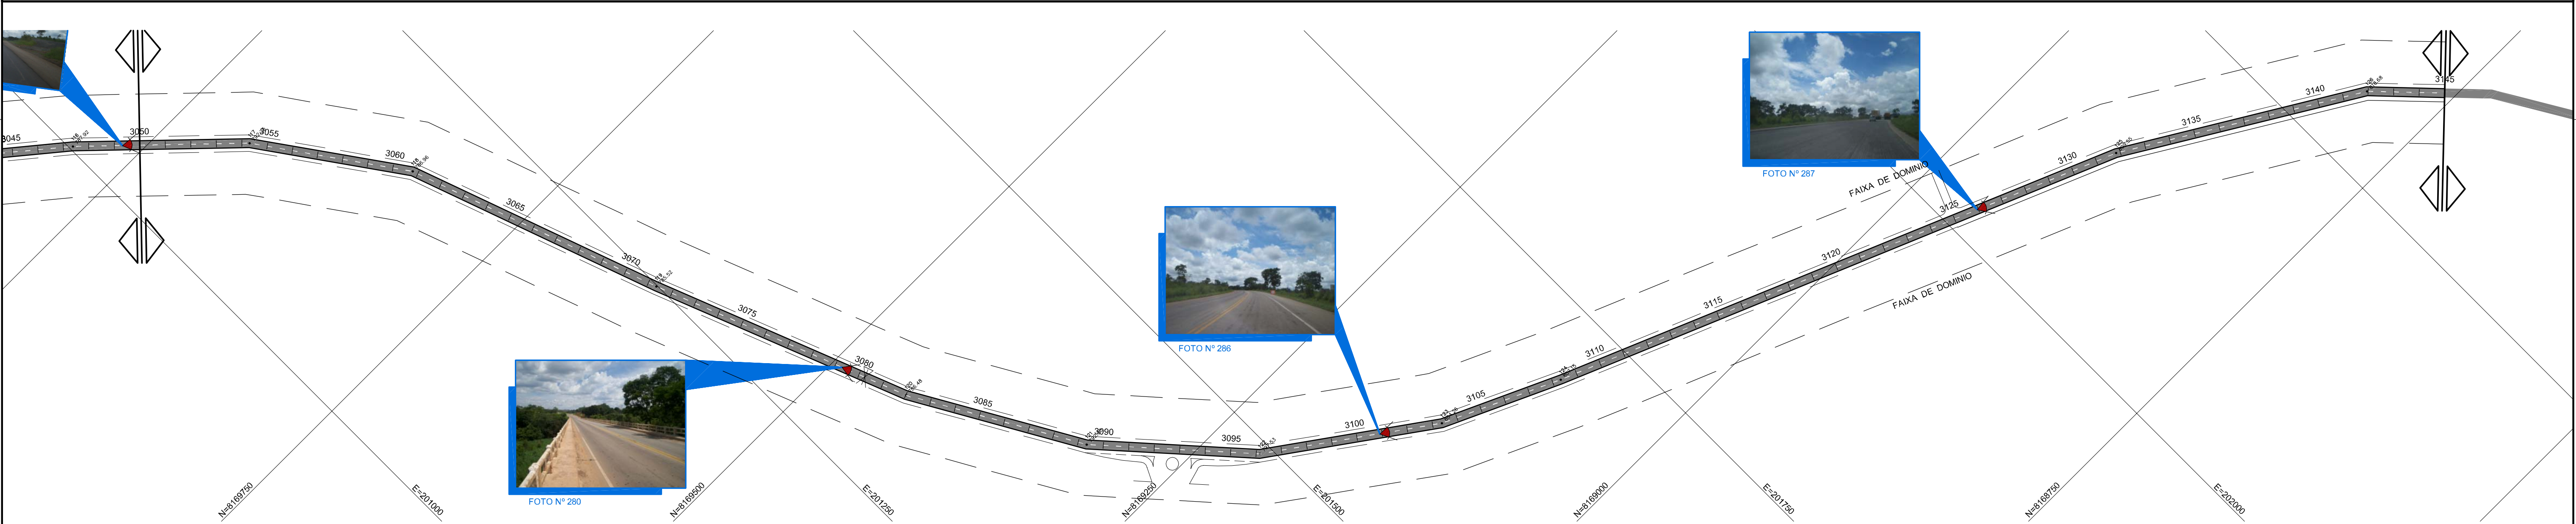 3045
3050
3055
3060
3065
3070
3075
3080
3085
3090
3095
3100
3105
3110
3115
3120
3125
3130
3135
3140
3145
FOTO Nº 280
FOTO Nº 286
FOTO Nº 287
FAIXA DE DOMINIO
FAIXA DE DOMINIO
N=8169750
E=201000
N=8169500
E=201250
N=8169250
E=201500
N=8169000
E=201750
N=8168750
E=202000